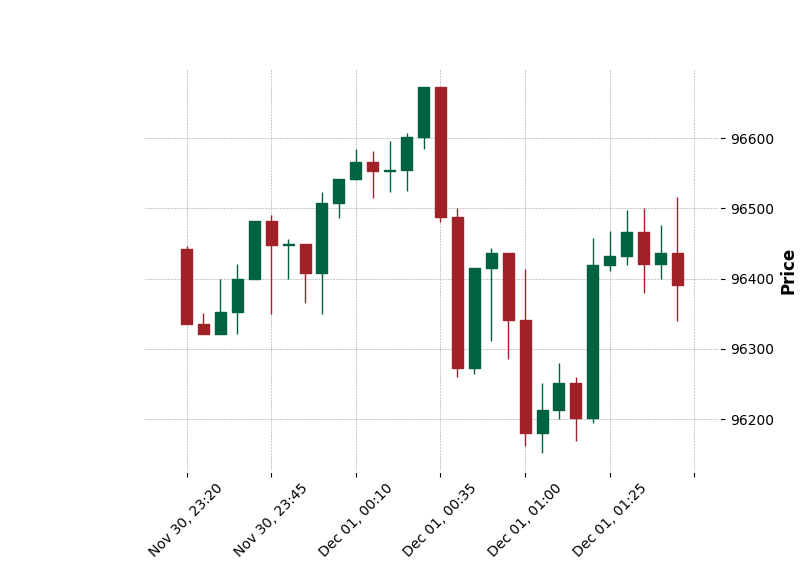 96600
96500
96400
96300
96200
Price
Nov 30, 23:20
Nov 30, 23:45
Dec 01, 00:10
Dec 01, 00:35
Dec 01, 01:00
Dec 01, 01:25